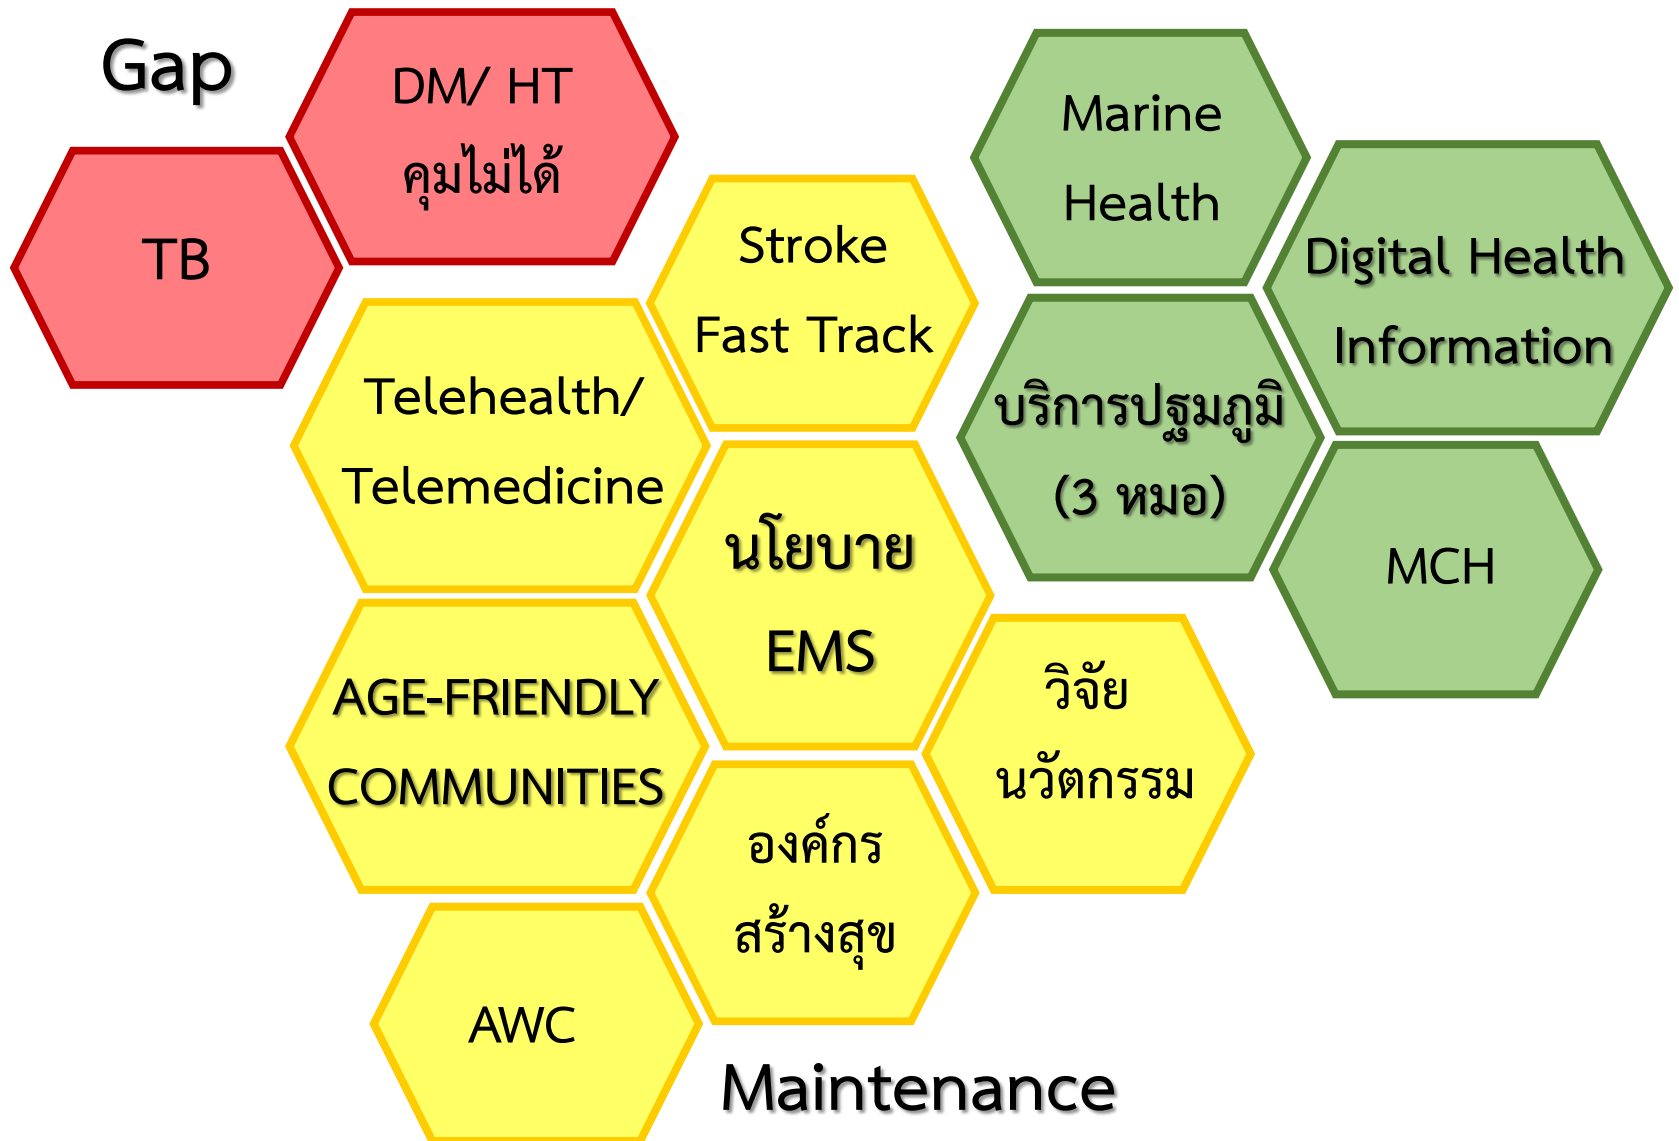 Gap
DM/ HT
คุมไม่ได้
TB
Stroke
Fast Track
Telehealth/
Telemedicine
นโยบาย
EMS
AGE-FRIENDLY
COMMUNITIES
วิจัย
นวัตกรรม
องค์กร
สร้างสุข
AWC
Maintenance
Marine
Health
Digital Health
Information
บริการปฐมภูมิ
(3 หมอ)
MCH